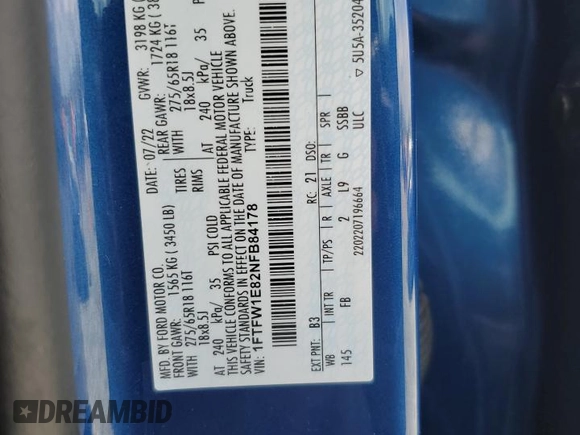 MFD. BY FORD MOTOR CO.
DATE: 07/22 GVWR: 3198 KG (
FRONT GAWR: 1565 KG (3450 LB) REAR GAWR: 1724 KG (38
WITH 275/65R18 116T TIRES WITH 275/65R18 116T
18x8.5J RIMS 18x8.5J
AT 240 kPa/ 35 PSI COLD AT 240 kPa/ 35 P
THIS VEHICLE CONFORMS TO ALL APPLICABLE FEDERAL MOTOR VEHICLE
SAFETY STANDARDS IN EFFECT ON THE DATE OF MANUFACTURE SHOWN ABOVE.
VIN: 1FTFW1E82NFB84178 TYPE: Truck
EXT PNT: B3 RC: 21 DSO:
WB INT TR TP/PS R AXLE TR SPR
145 FB 2 L9 G SSBB
2202207196664 ULC
▽ 5U5A-35204
DREAMBID